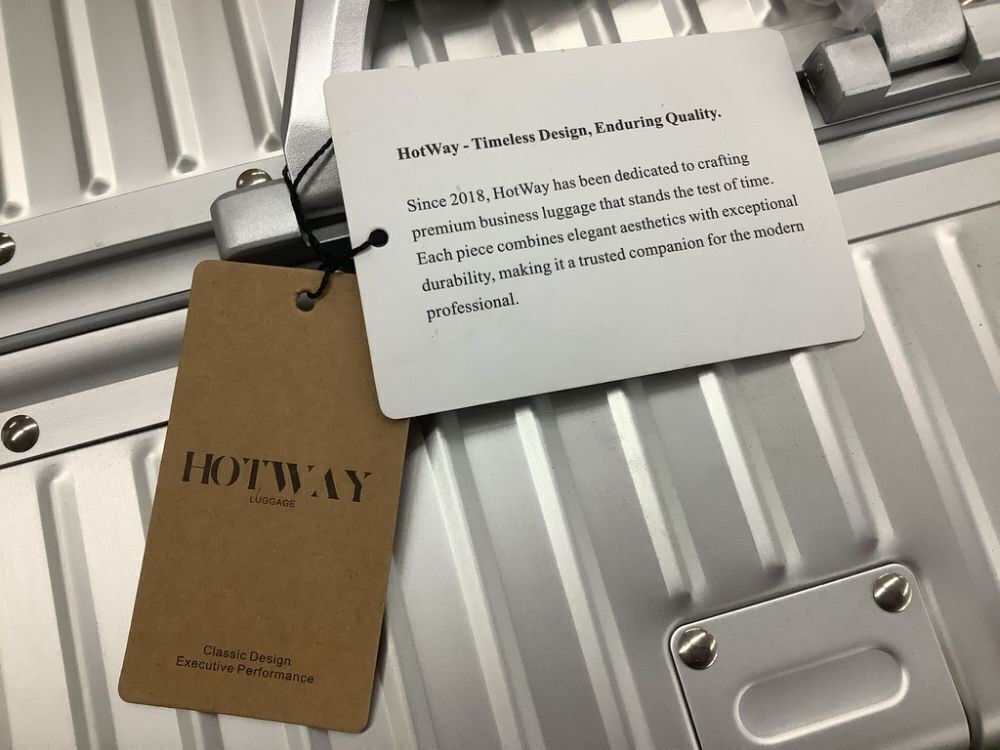 HotWay - Timeless Design, Enduring Quality.
Since 2018, HotWay has been dedicated to crafting
premium business luggage that stands the test of time.
Each piece combines elegant aesthetics with exceptional
durability, making it a trusted companion for the modern
professional.
HOTWAY
LUGGAGE
Classic Design
Executive Performance